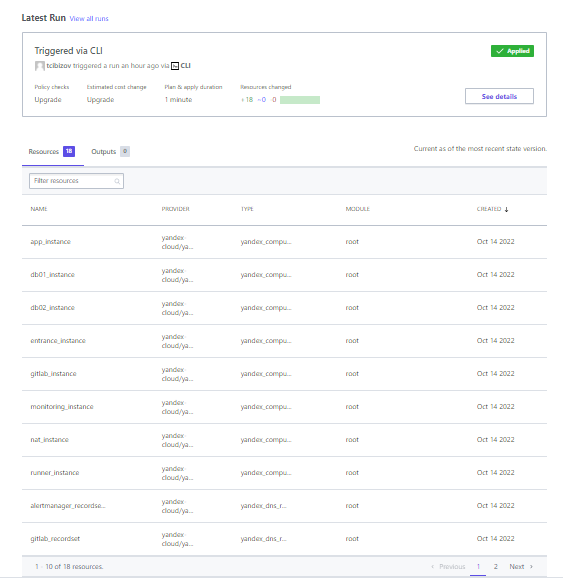 Latest Run View all runs
Triggered via CLI
Applied
tcibizov triggered a run an hour ago via CLI
Policy checks Estimated cost change Plan & apply duration Resources changed
Upgrade Upgrade 1 minute +18 ~0 -0
See details
Resources 18 Outputs 0 Current as of the most recent state version.
Filter resources
NAME PROVIDER TYPE MODULE CREATED ↓
app_instance yandex-cloud/ya... yandex_compu... root Oct 14 2022
db01_instance yandex-cloud/ya... yandex_compu... root Oct 14 2022
db02_instance yandex-cloud/ya... yandex_compu... root Oct 14 2022
entrance_instance yandex-cloud/ya... yandex_compu... root Oct 14 2022
gitlab_instance yandex-cloud/ya... yandex_compu... root Oct 14 2022
monitoring_instance yandex-cloud/ya... yandex_compu... root Oct 14 2022
nat_instance yandex-cloud/ya... yandex_compu... root Oct 14 2022
runner_instance yandex-cloud/ya... yandex_compu... root Oct 14 2022
alertmanager_recordse... yandex-cloud/ya... yandex_dns_r... root Oct 14 2022
gitlab_recordset yandex-cloud/ya... yandex_dns_r... root Oct 14 2022
1 - 10 of 18 resources. ‹ Previous 1 2 Next ›